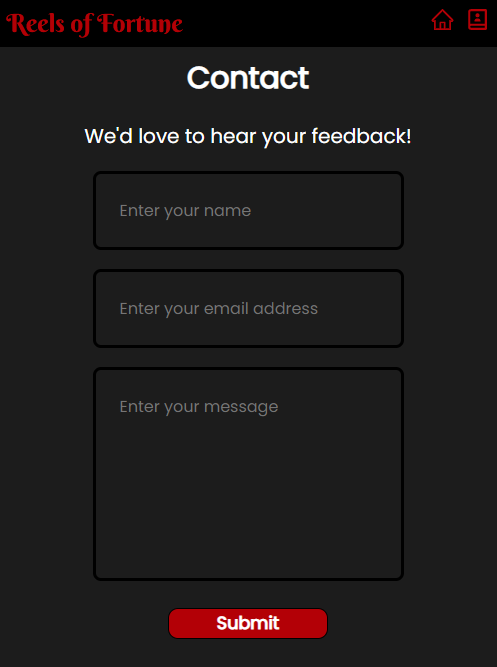 Reels of Fortune
Contact
We'd love to hear your feedback!
Enter your name
Enter your email address
Enter your message
Submit